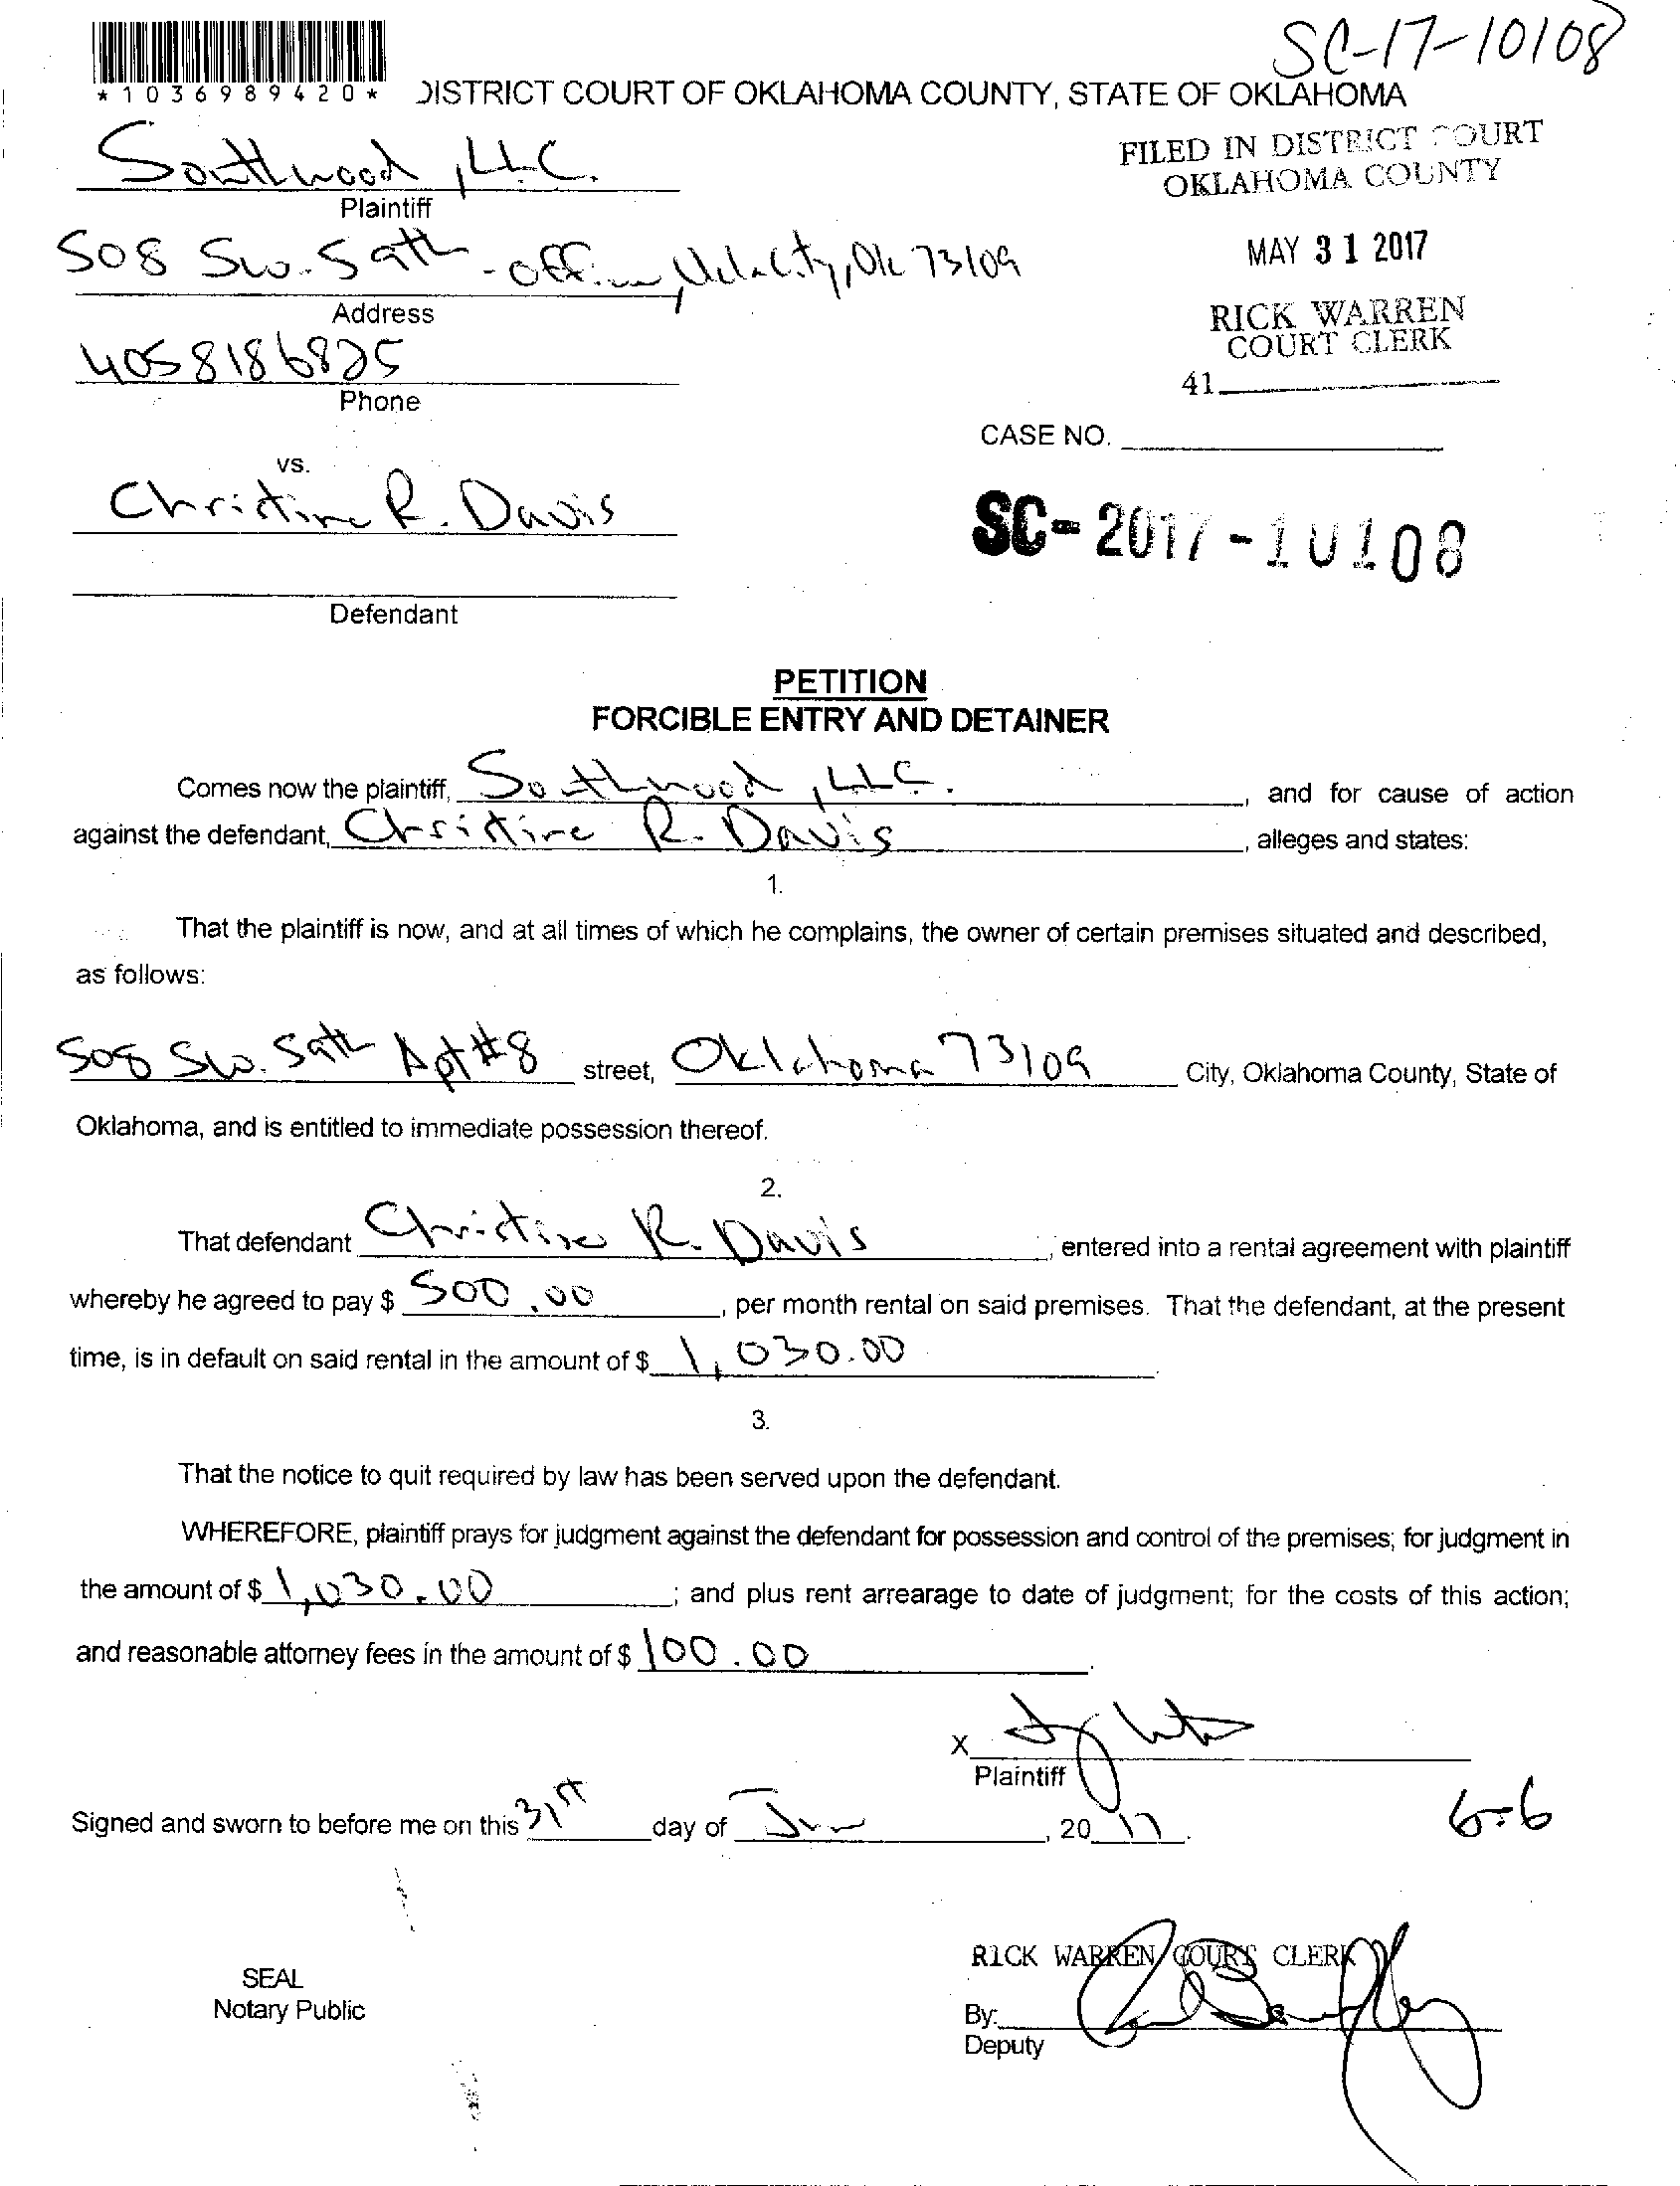 SC-17-10108
*1036989420*
DISTRICT COURT OF OKLAHOMA COUNTY, STATE OF OKLAHOMA
FILED IN DISTRICT COURT
OKLAHOMA COUNTY
Southwood, LLC.
Plaintiff
508 SW. 59th - Office, Okla City, Ok 73109
MAY 31 2017
Address
RICK WARREN
COURT CLERK
4058186825
41
Phone
CASE NO.
vs.
Christine R. Davis
SC-2017-10108
Defendant
PETITION
FORCIBLE ENTRY AND DETAINER
Comes now the plaintiff, Southwood, LLC. , and for cause of action
against the defendant, Christine R. Davis , alleges and states:
1.
That the plaintiff is now, and at all times of which he complains, the owner of certain premises situated and described,
as follows:
508 SW. 59th Apt #8 street, Oklahoma 73109 City, Oklahoma County, State of
Oklahoma, and is entitled to immediate possession thereof.
2.
That defendant Christine R. Davis , entered into a rental agreement with plaintiff
whereby he agreed to pay $ 500.00 , per month rental on said premises. That the defendant, at the present
time, is in default on said rental in the amount of $ 1,030.00 .
3.
That the notice to quit required by law has been served upon the defendant.
WHEREFORE, plaintiff prays for judgment against the defendant for possession and control of the premises; for judgment in
the amount of $ 1,030.00 ; and plus rent arrearage to date of judgment; for the costs of this action;
and reasonable attorney fees in the amount of $ 100.00 .
X
Plaintiff
Signed and sworn to before me on this 31st day of June , 20 17 .
6-6
RICK WARREN COURT CLERK
SEAL
Notary Public
By:
Deputy